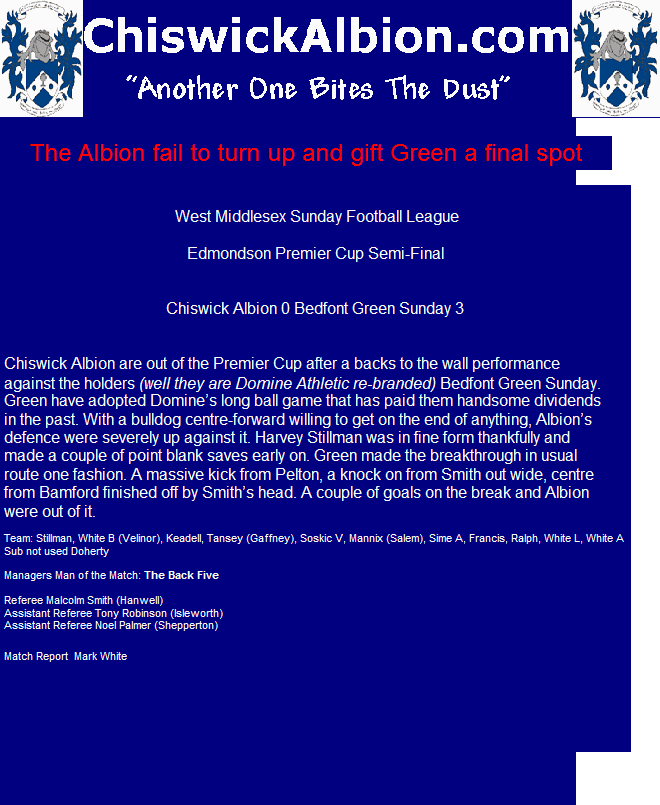 ChiswickAlbion.com
"Another One Bites The Dust"
The Albion fail to turn up and gift Green a final spot
West Middlesex Sunday Football League
Edmondson Premier Cup Semi-Final
Chiswick Albion 0 Bedfont Green Sunday 3
Chiswick Albion are out of the Premier Cup after a backs to the wall performance
against the holders (well they are Domine Athletic re-branded) Bedfont Green Sunday.
Green have adopted Domine's long ball game that has paid them handsome dividends
in the past. With a bulldog centre-forward willing to get on the end of anything, Albion's
defence were severely up against it. Harvey Stillman was in fine form thankfully and
made a couple of point blank saves early on. Green made the breakthrough in usual
route one fashion. A massive kick from Pelton, a knock on from Smith out wide, centre
from Bamford finished off by Smith's head. A couple of goals on the break and Albion
were out of it.
Team: Stillman, White B (Velinor), Keadell, Tansey (Gaffney), Soskic V, Mannix (Salem), Sime A, Francis, Ralph, White L, White A
Sub not used Doherty
Managers Man of the Match: The Back Five
Referee Malcolm Smith (Hanwell)
Assistant Referee Tony Robinson (Isleworth)
Assistant Referee Noel Palmer (Shepperton)
Match Report  Mark White